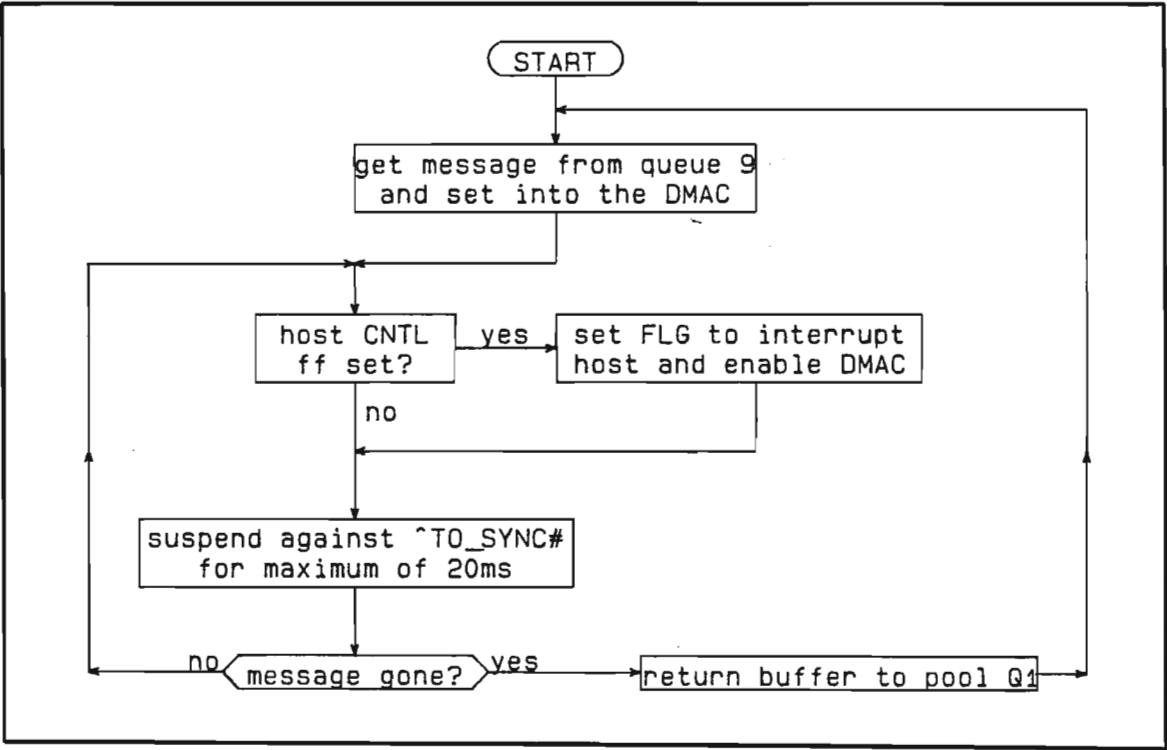 START
get message from queue 9
and set into the DMAC
host CNTL
ff set?
yes
set FLG to interrupt
host and enable DMAC
no
suspend against ^TO_SYNC#
for maximum of 20ms
no
message gone?
yes
return buffer to pool Q1